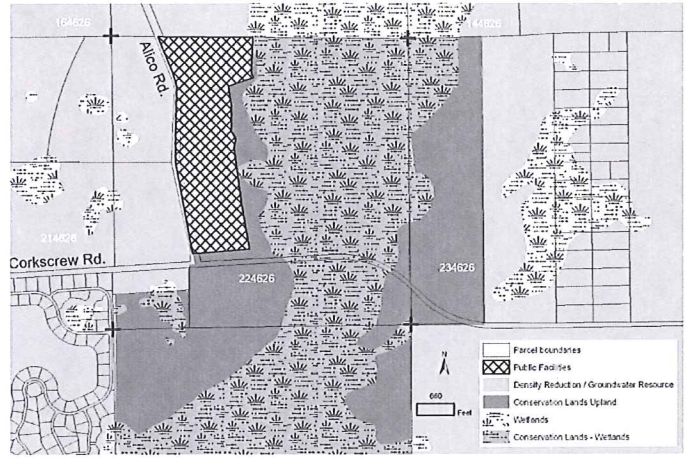 154626
144626
Alico Rd.
214626
Corkscrew Rd.
224626
234626
N
660
Feet
Parcel boundaries
Public Facilities
Density Reduction / Groundwater Resource
Conservation Lands Upland
Wetlands
Conservation Lands - Wetlands